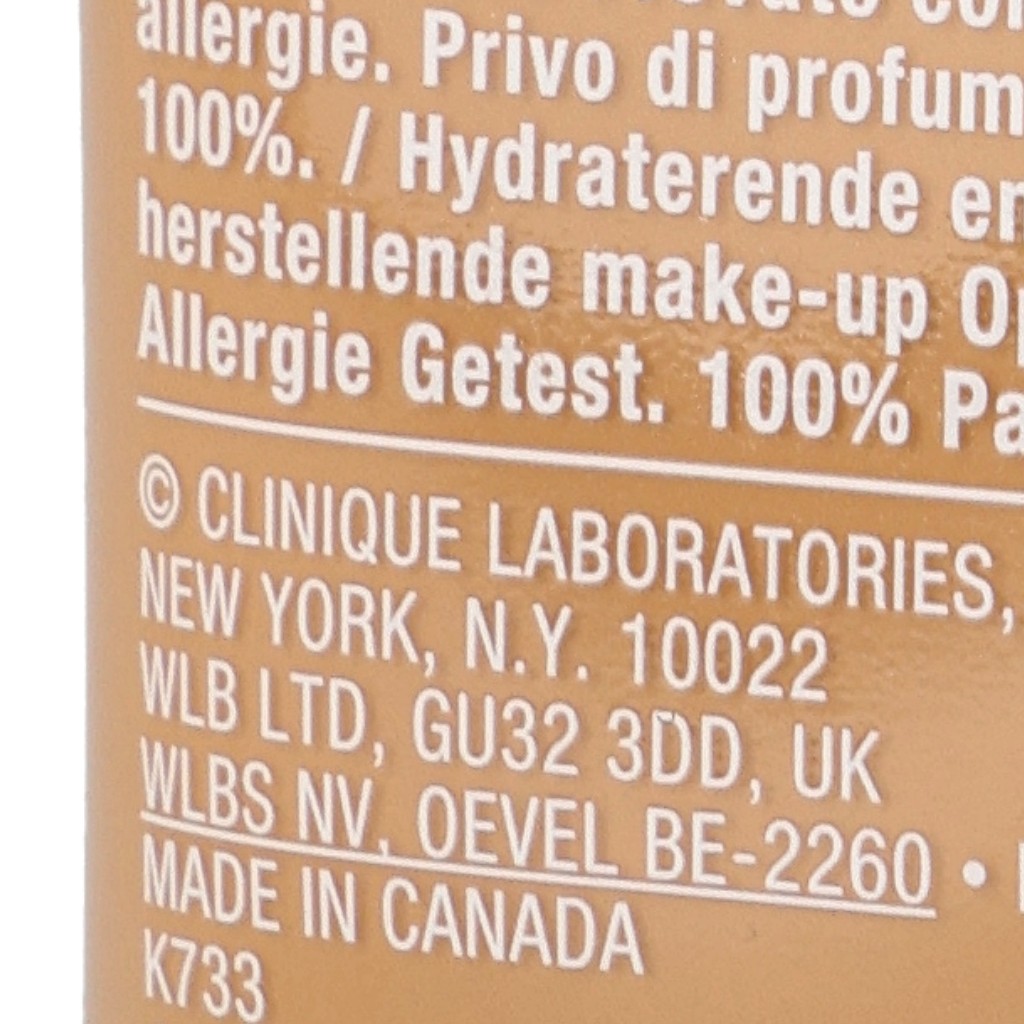 allergie. Privo di profum
100%. / Hydraterende en
herstellende make-up Op
Allergie Getest. 100% Pa
© CLINIQUE LABORATORIES,
NEW YORK, N.Y. 10022
WLB LTD, GU32 3DD, UK
WLBS NV, OEVEL BE-2260 •
MADE IN CANADA
K733